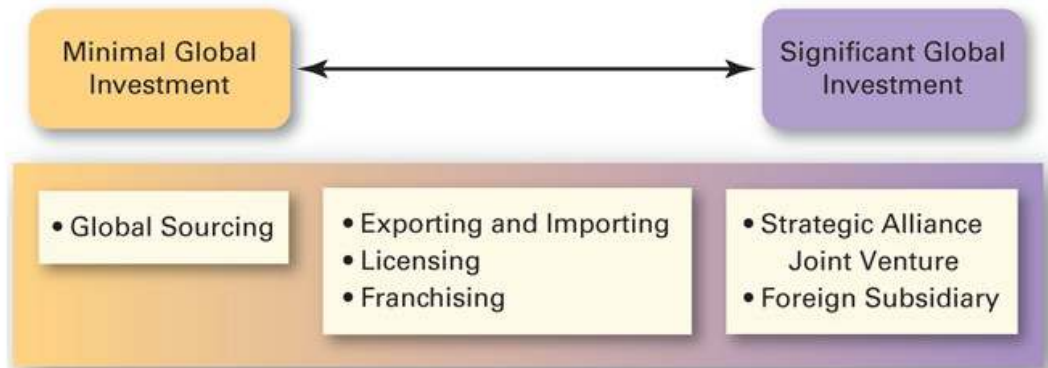 Minimal Global
Investment
Significant Global
Investment
• Global Sourcing
• Exporting and Importing
• Licensing
• Franchising
• Strategic Alliance
Joint Venture
• Foreign Subsidiary